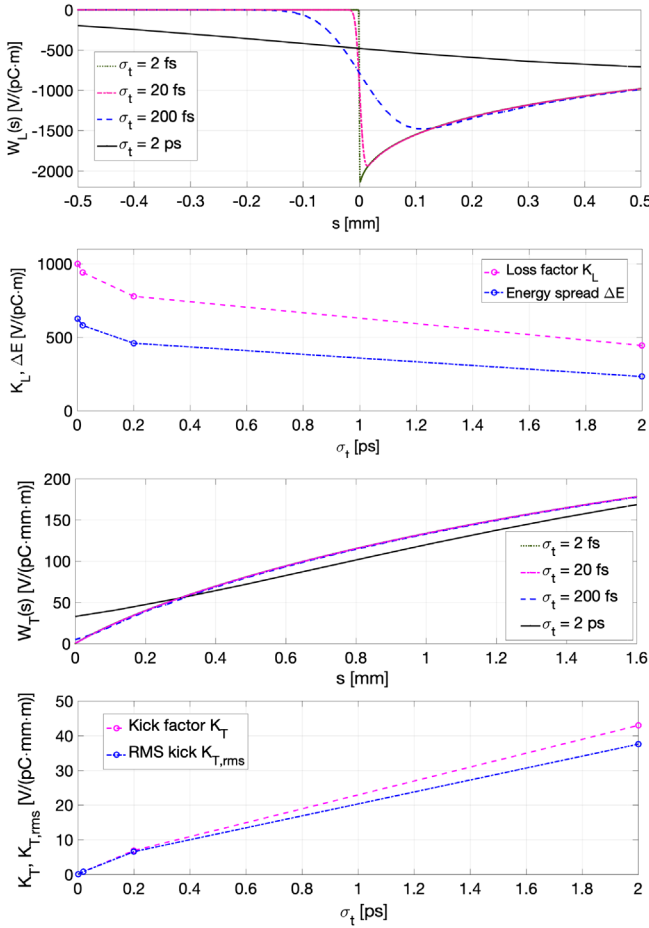 W_L(s) [V/(pC·m)]
0
-500
-1000
-1500
-2000
σ_t = 2 fs
σ_t = 20 fs
σ_t = 200 fs
σ_t = 2 ps
-0.5 -0.4 -0.3 -0.2 -0.1 0 0.1 0.2 0.3 0.4 0.5
s [mm]
K_L, ΔE [V/(pC·m)]
1000
500
0
Loss factor K_L
Energy spread ΔE
0 0.2 0.4 0.6 0.8 1 1.2 1.4 1.6 1.8 2
σ_t [ps]
W_T(s) [V/(pC·mm·m)]
200
150
100
50
0
σ_t = 2 fs
σ_t = 20 fs
σ_t = 200 fs
σ_t = 2 ps
0 0.2 0.4 0.6 0.8 1 1.2 1.4 1.6
s [mm]
K_T, K_T,rms [V/(pC·mm·m)]
50
40
30
20
10
0
Kick factor K_T
RMS kick K_T,rms
0 0.2 0.4 0.6 0.8 1 1.2 1.4 1.6 1.8 2
σ_t [ps]